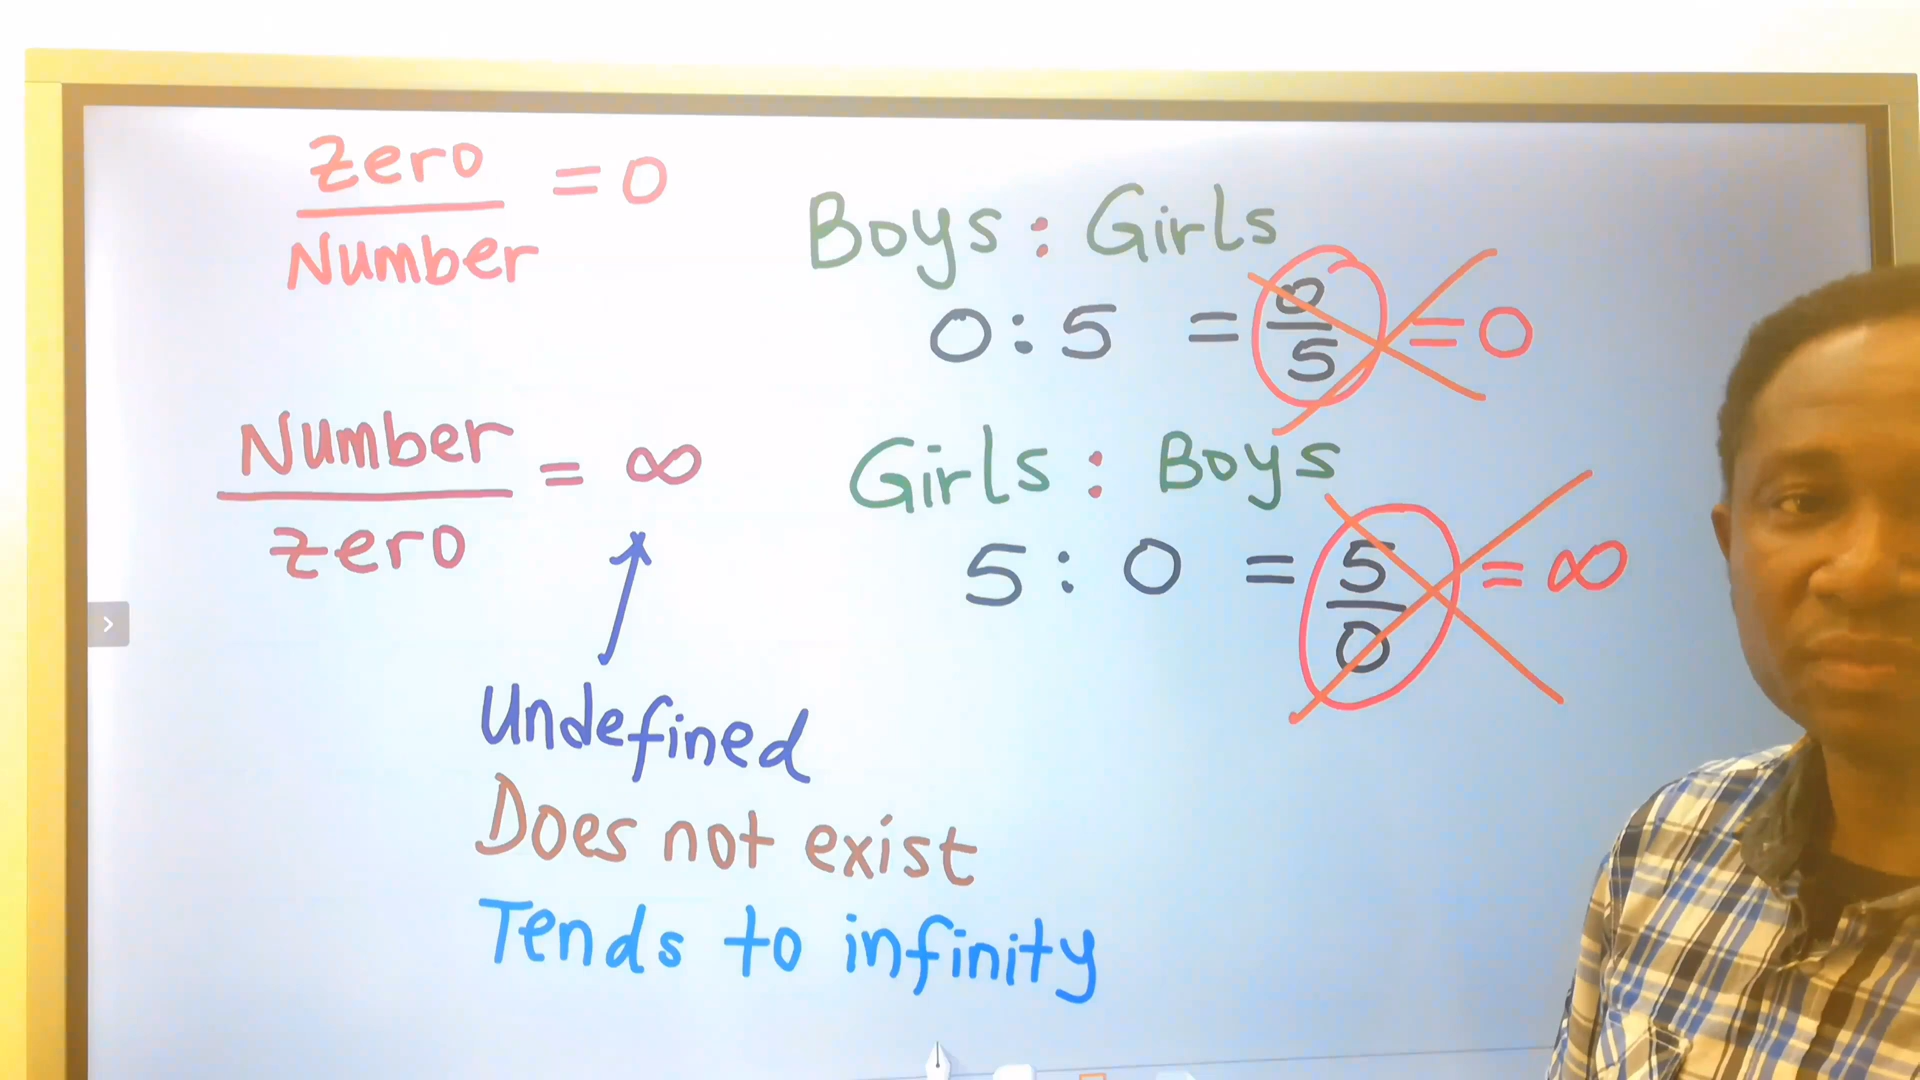 Zero
Number
= 0
Number
zero
= ∞
Undefined
Does not exist
Tends to infinity
Boys : Girls
0 : 5 = 0/5 = 0
Girls : Boys
5 : 0 = 5/0 = ∞